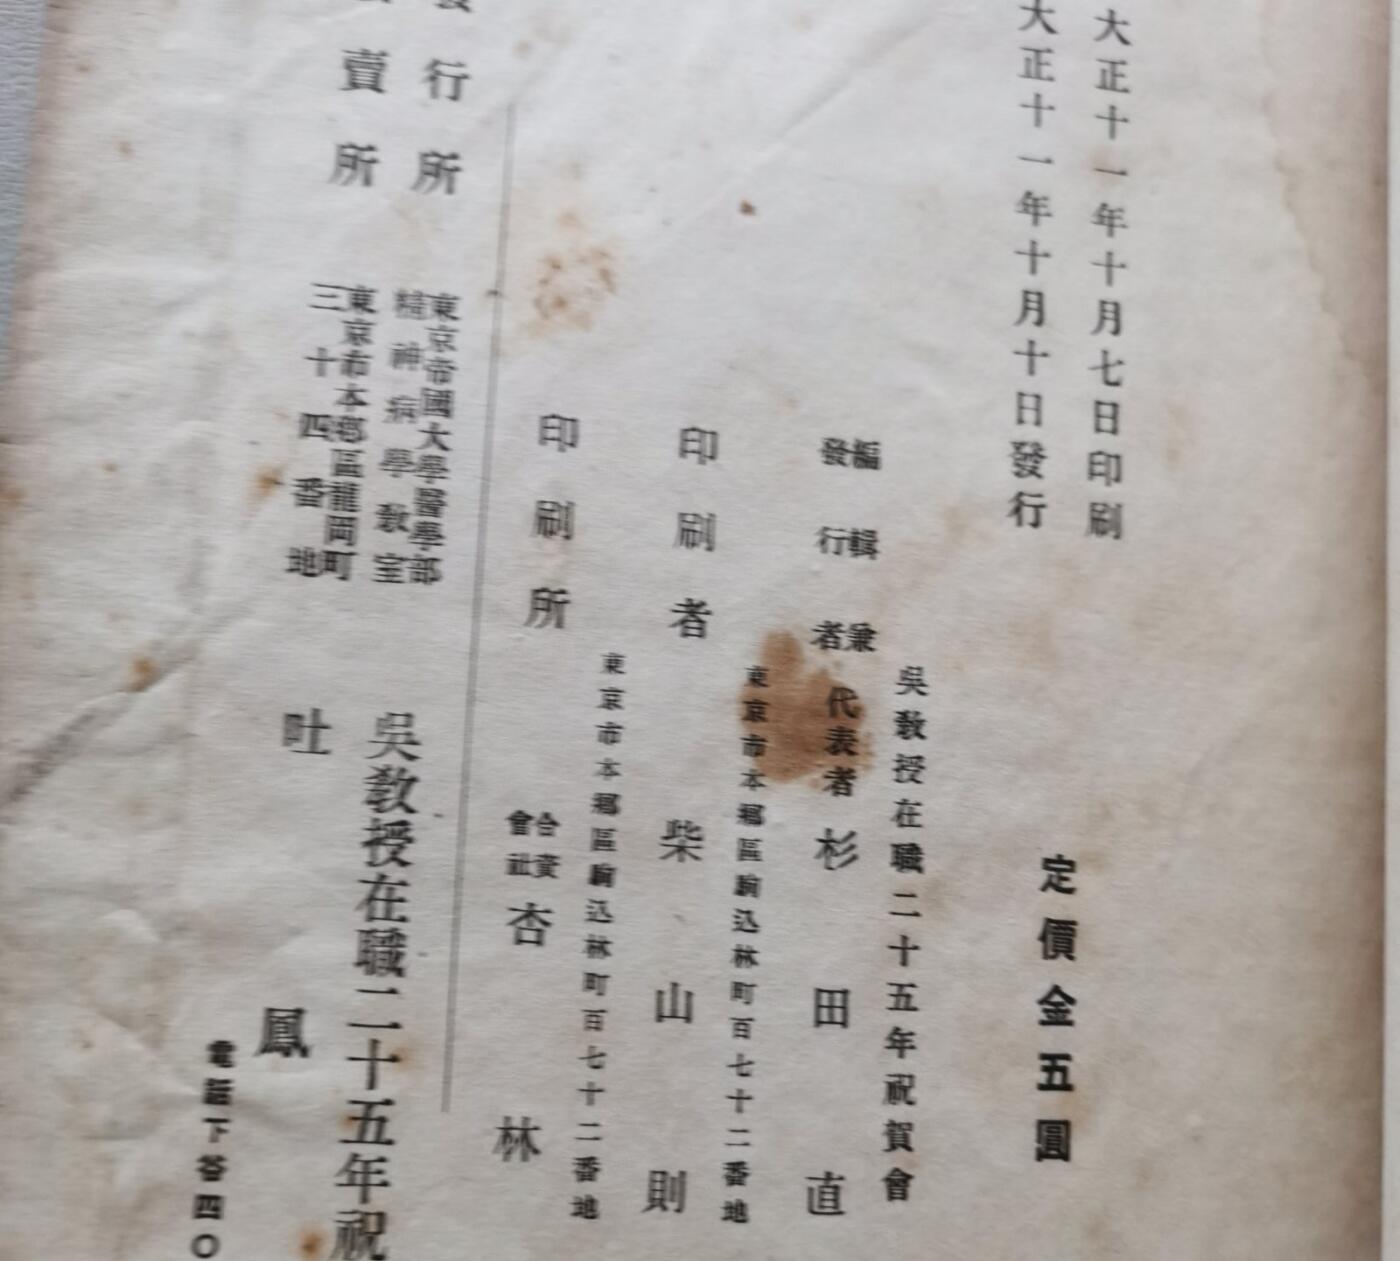 大正十一年十月七日印刷
大正十一年十月十日發行
定價金五圓
編輯兼
發行者
吳敎授在職二十五年祝賀會
代表者 杉田直
東京市本鄕區駒込林町百七十二番地
印刷者 柴山則
東京市本鄕區駒込林町百七十二番地
印刷所
合資
會社
杏林
發行所
東京帝國大學醫學部
精神病學敎室
吳敎授在職二十五年祝
賣所
東京市本鄕區龍岡町
三十四番地
吐鳳
電話下谷四〇